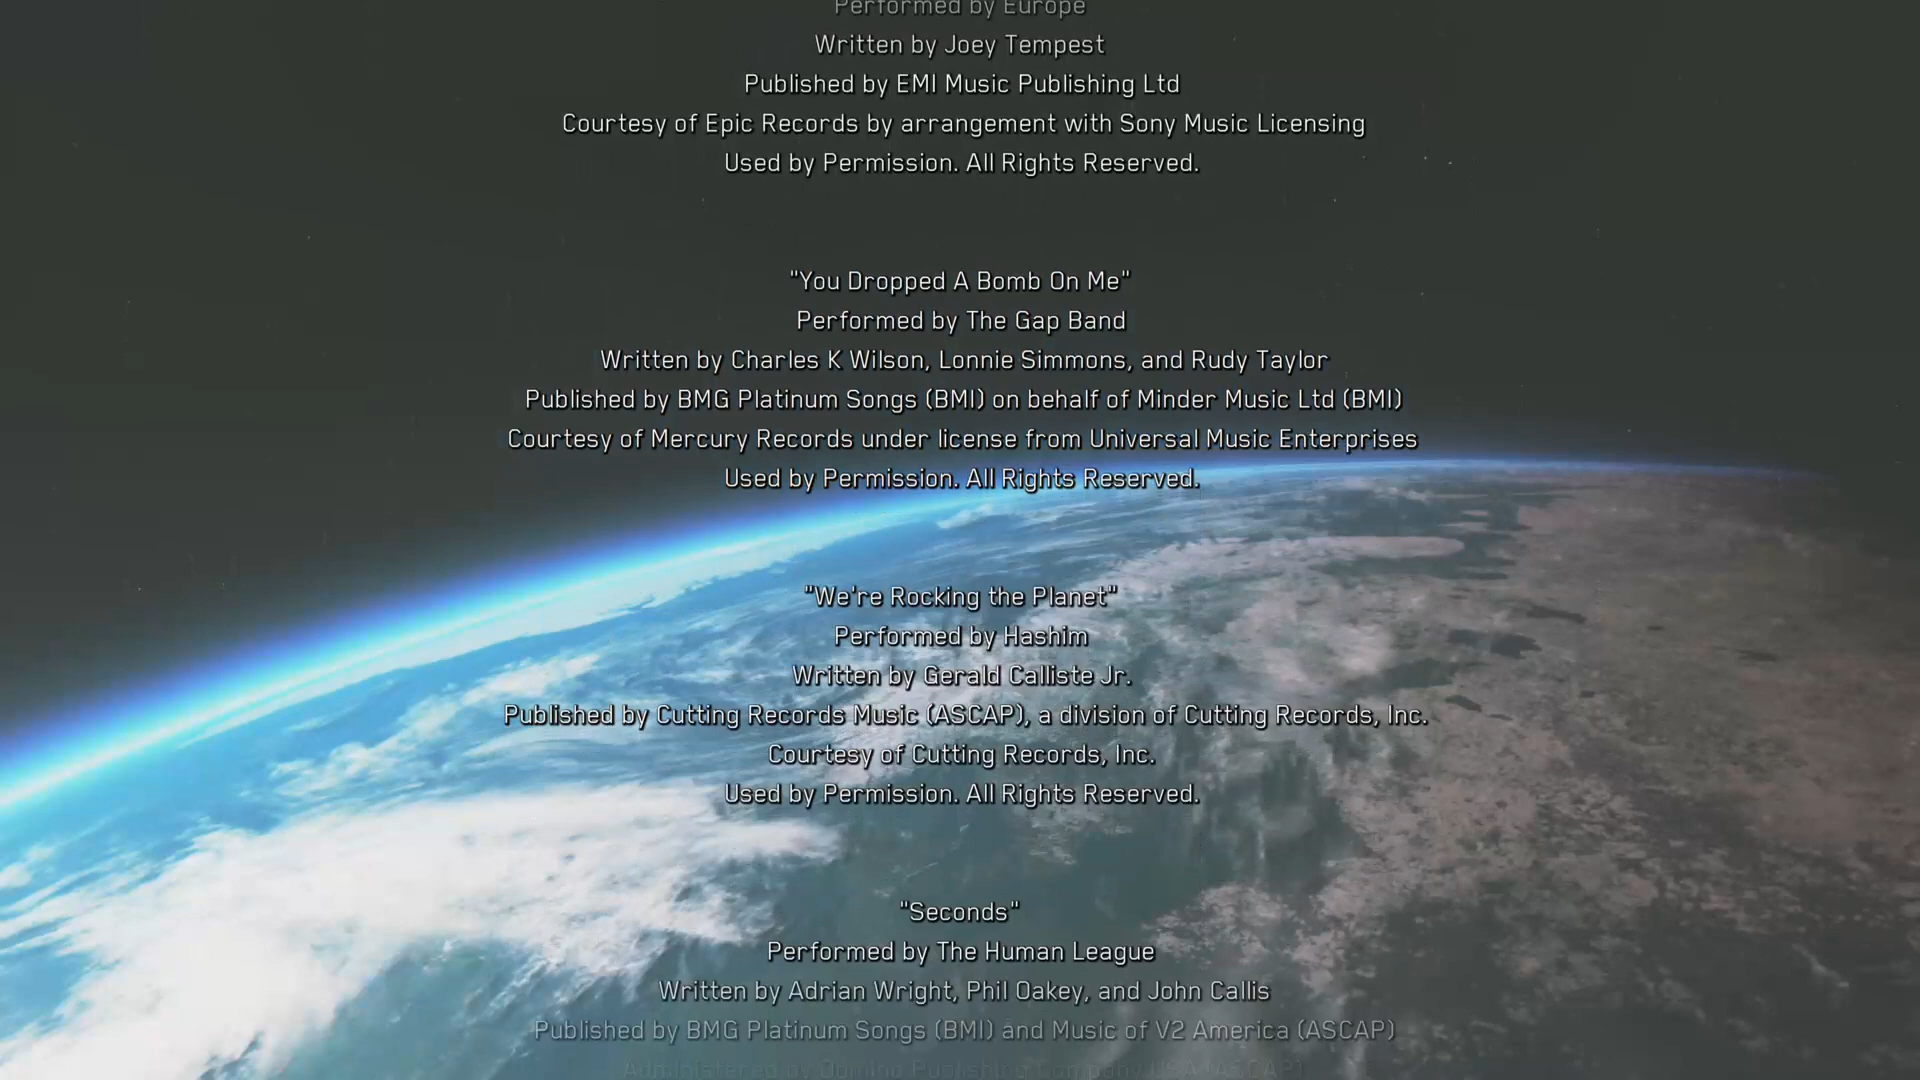 Performed by Europe
Written by Joey Tempest
Published by EMI Music Publishing Ltd
Courtesy of Epic Records by arrangement with Sony Music Licensing
Used by Permission. All Rights Reserved.
"You Dropped A Bomb On Me"
Performed by The Gap Band
Written by Charles K Wilson, Lonnie Simmons, and Rudy Taylor
Published by BMG Platinum Songs (BMI) on behalf of Minder Music Ltd (BMI)
Courtesy of Mercury Records under license from Universal Music Enterprises
Used by Permission. All Rights Reserved.
"We're Rocking the Planet"
Performed by Hashim
Written by Gerald Calliste Jr.
Published by Cutting Records Music (ASCAP), a division of Cutting Records, Inc.
Courtesy of Cutting Records, Inc.
Used by Permission. All Rights Reserved.
"Seconds"
Performed by The Human League
Written by Adrian Wright, Phil Oakey, and John Callis
Published by BMG Platinum Songs (BMI) and Music of V2 America (ASCAP)
Administered by Domino Publishing Company USA (ASCAP)